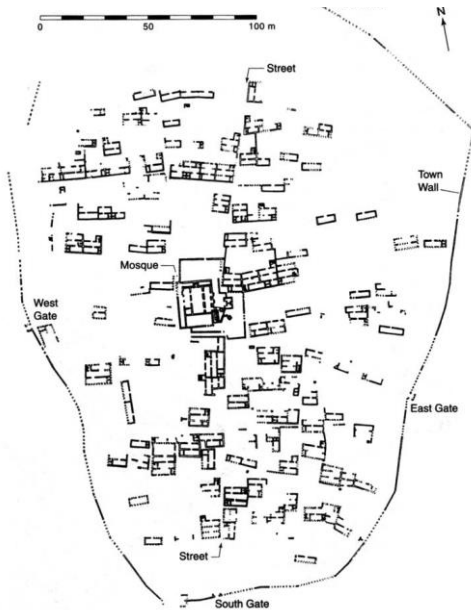 0 50 100 m
N
Street
Town
Wall
Mosque
West
Gate
East Gate
Street
South Gate